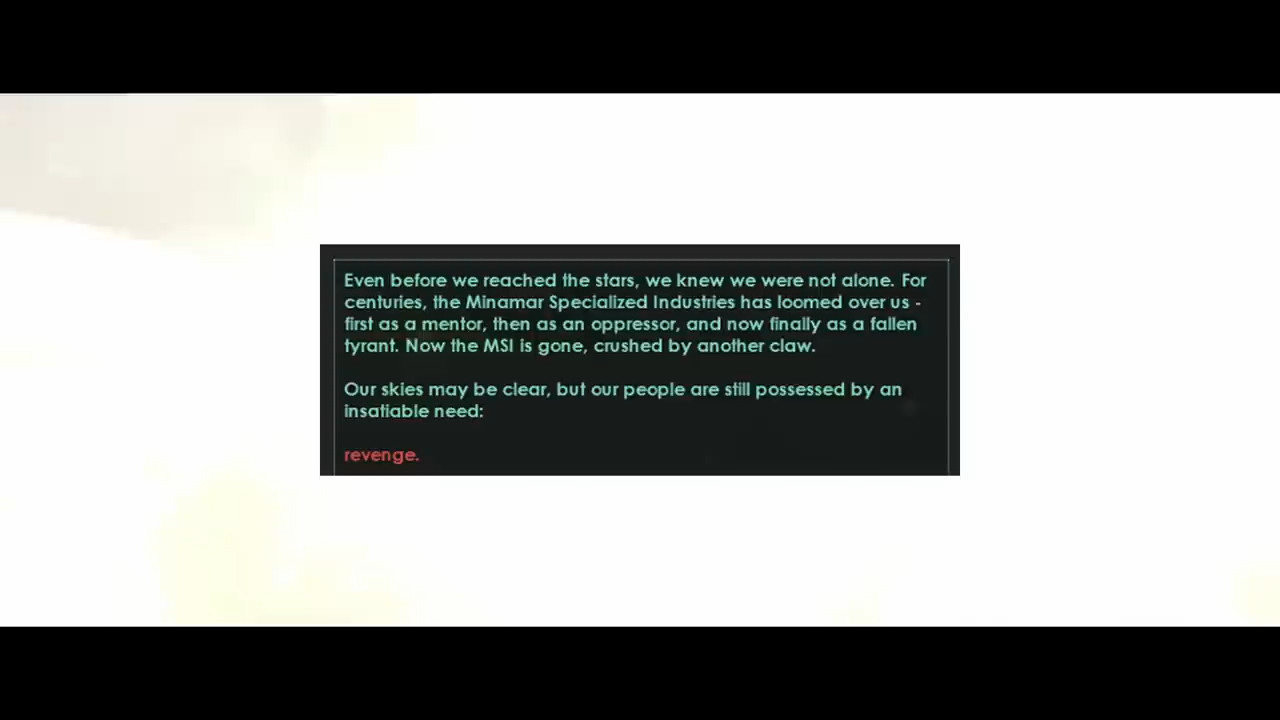 Even before we reached the stars, we knew we were not alone. For
centuries, the Minamar Specialized Industries has loomed over us -
first as a mentor, then as an oppressor, and now finally as a fallen
tyrant. Now the MSI is gone, crushed by another claw.
Our skies may be clear, but our people are still possessed by an
insatiable need:
revenge.